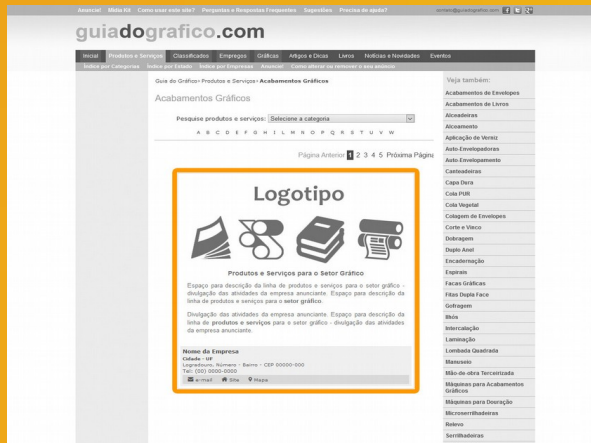 Anuncie! Mídia Kit Como usar este site? Perguntas e Respostas Frequentes Sugestões Precisa de ajuda?
contato@guiadografico.com
guiadografico.com
Inicial Produtos e Serviços Classificados Empregos Gráficas Artigos e Dicas Livros Notícias e Novidades Eventos
Índice por Categorias Índice por Estado Índice por Empresas Anuncie! Como alterar ou remover o seu anúncio
Guia do Gráfico› Produtos e Serviços› Acabamentos Gráficos
Acabamentos Gráficos
Pesquise produtos e serviços: Selecione a categoria
A B C D E F G H I L M N O P Q R S T U V W
Página Anterior 1 2 3 4 5 Próxima Página
Logotipo
Produtos e Serviços para o Setor Gráfico
Espaço para descrição da linha de produtos e serviços para o setor gráfico -
divulgação das atividades da empresa anunciante. Espaço para descrição da
linha de produtos e serviços para o setor gráfico.
Divulgação das atividades da empresa anunciante. Espaço para descrição da
linha de produtos e serviços para o setor gráfico - divulgação das atividades
da empresa anunciante.
Nome da Empresa
Cidade - UF
Logradouro, Número - Bairro - CEP 00000-000
Tel: (00) 0000-0000
e-mail Site Mapa
Veja também:
Acabamentos de Envelopes
Acabamentos de Livros
Alceadeiras
Alceamento
Aplicação de Verniz
Auto-Envelopadoras
Auto-Envelopamento
Canteadeiras
Capa Dura
Cola PUR
Cola Vegetal
Colagem de Envelopes
Corte e Vinco
Dobragem
Duplo Anel
Encadernação
Espirais
Facas Gráficas
Fitas Dupla Face
Gofragem
Ilhós
Intercalação
Laminação
Lombada Quadrada
Manuseio
Mão-de-obra Terceirizada
Máquinas para Acabamentos
Gráficos
Máquinas para Douração
Microserrilhadeiras
Relevo
Serrilhadeiras